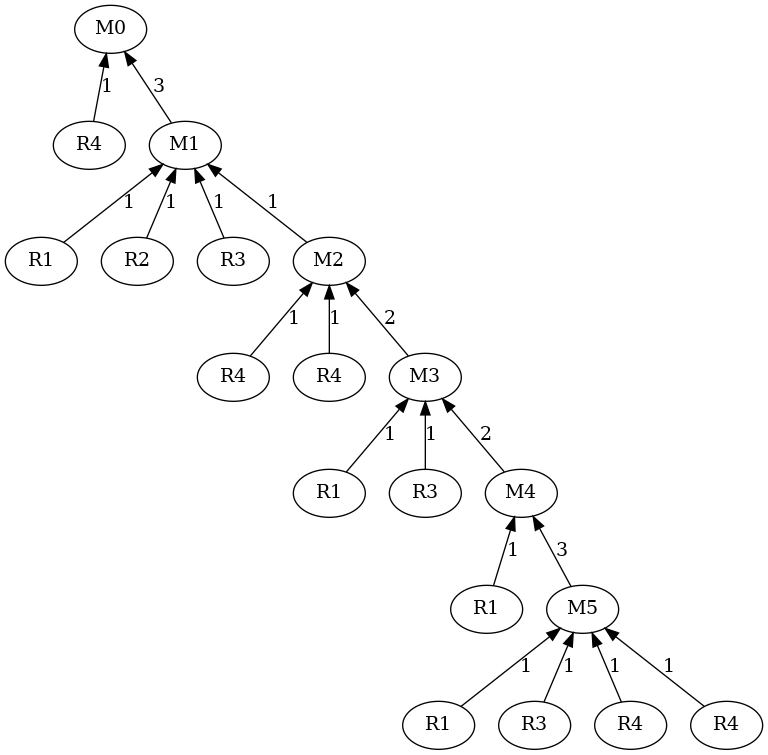 M0
1 3
R4 M1
1 1 1 1
R1 R2 R3 M2
1 1 2
R4 R4 M3
1 1 2
R1 R3 M4
1 3
R1 M5
1 1 1 1
R1 R3 R4 R4